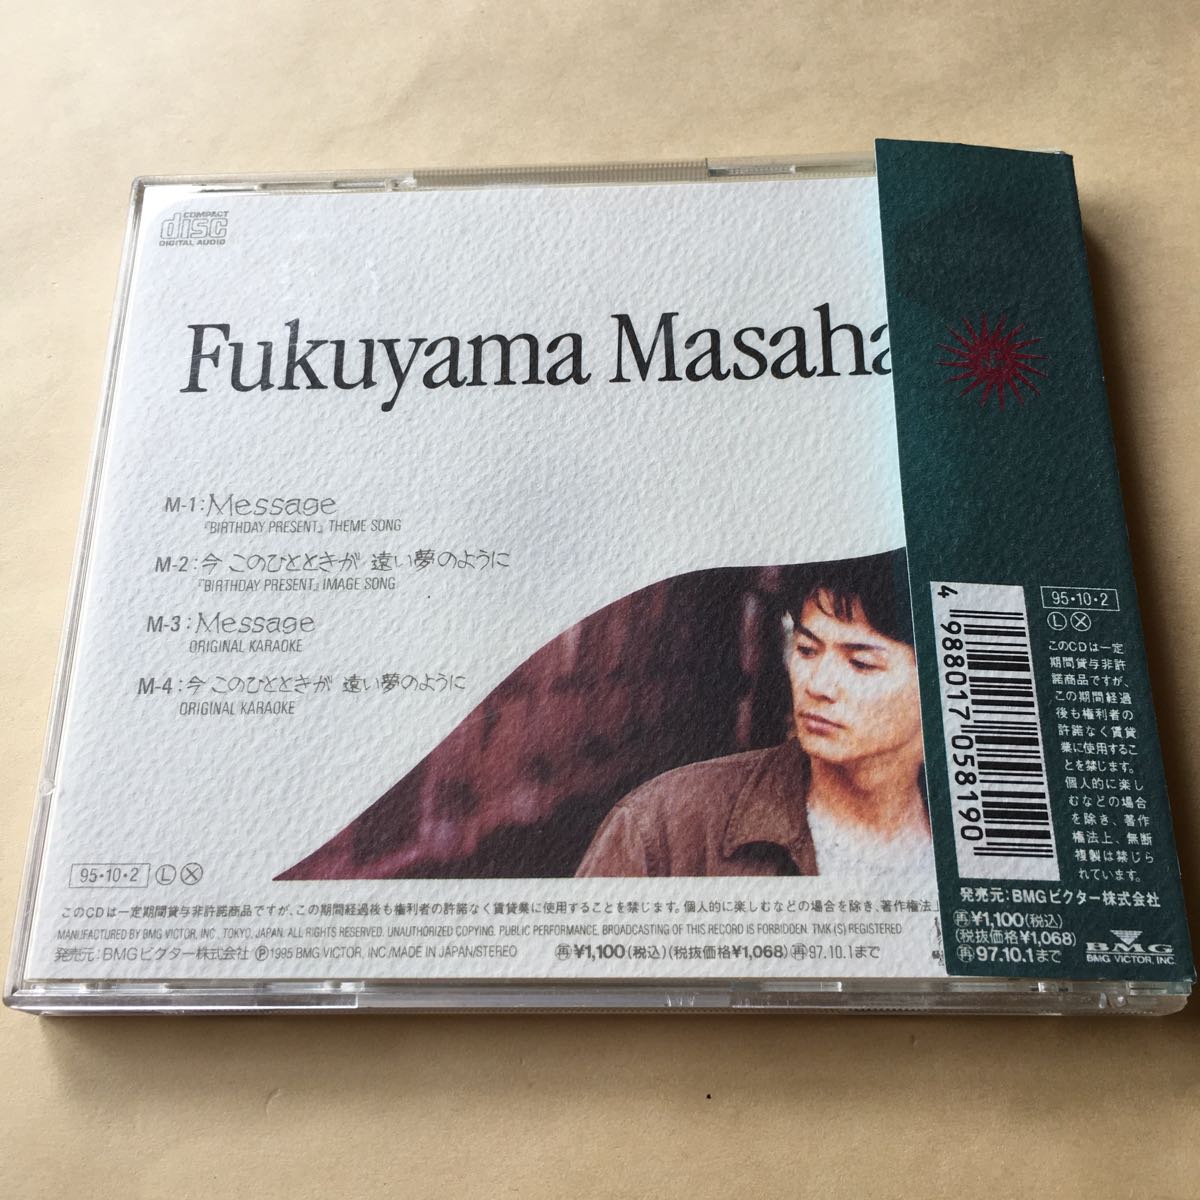 COMPACT
disc
DIGITAL AUDIO
Fukuyama Masaha
M-1:Message
『BIRTHDAY PRESENT』 THEME SONG
M-2:今 このひとときが 遠い夢のように
『BIRTHDAY PRESENT』 IMAGE SONG
M-3:Message
ORIGINAL KARAOKE
M-4:今 このひとときが 遠い夢のように
ORIGINAL KARAOKE
95・10・2 Ⓛ Ⓧ
このCDは一定期間貸与非許諾商品ですが、この期間経過後も権利者の許諾なく賃貸業に使用することを禁じます。個人的に楽しむなどの場合を除き、著作権法上
MANUFACTURED BY BMG VICTOR, INC., TOKYO, JAPAN. ALL RIGHTS RESERVED. UNAUTHORIZED COPYING, PUBLIC PERFORMANCE, BROADCASTING OF THIS RECORD IS FORBIDDEN. TMK (S) REGISTERED
発売元:BMGビクター株式会社 Ⓟ1995 BMG VICTOR, INC./MADE IN JAPAN/STEREO 再¥1,100(税込)(税抜価格¥1,068)再97.10.1まで
4 988017 058190
95・10・2
Ⓛ Ⓧ
このCDは一定
期間貸与非許
諾商品ですが、
この期間経過
後も権利者の
許諾なく賃貸
業に使用するこ
とを禁じます。
個人的に楽し
むなどの場合
を除き、著作
権法上、無断
複製は禁じら
れています。
発売元:BMGビクター株式会社
再¥1,100(税込)
(税抜価格¥1,068)
再97.10.1まで
BMG
BMG VICTOR, INC.